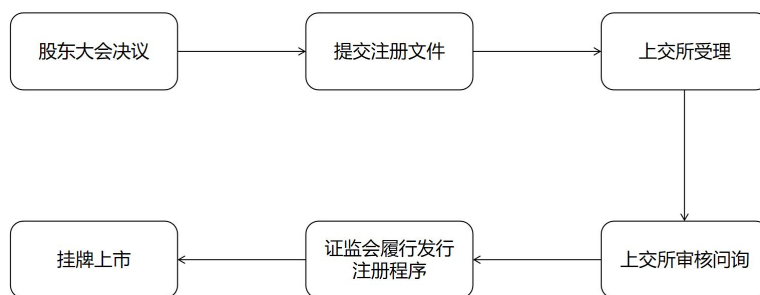 股东大会决议
提交注册文件
上交所受理
上交所审核问询
证监会履行发行
注册程序
挂牌上市